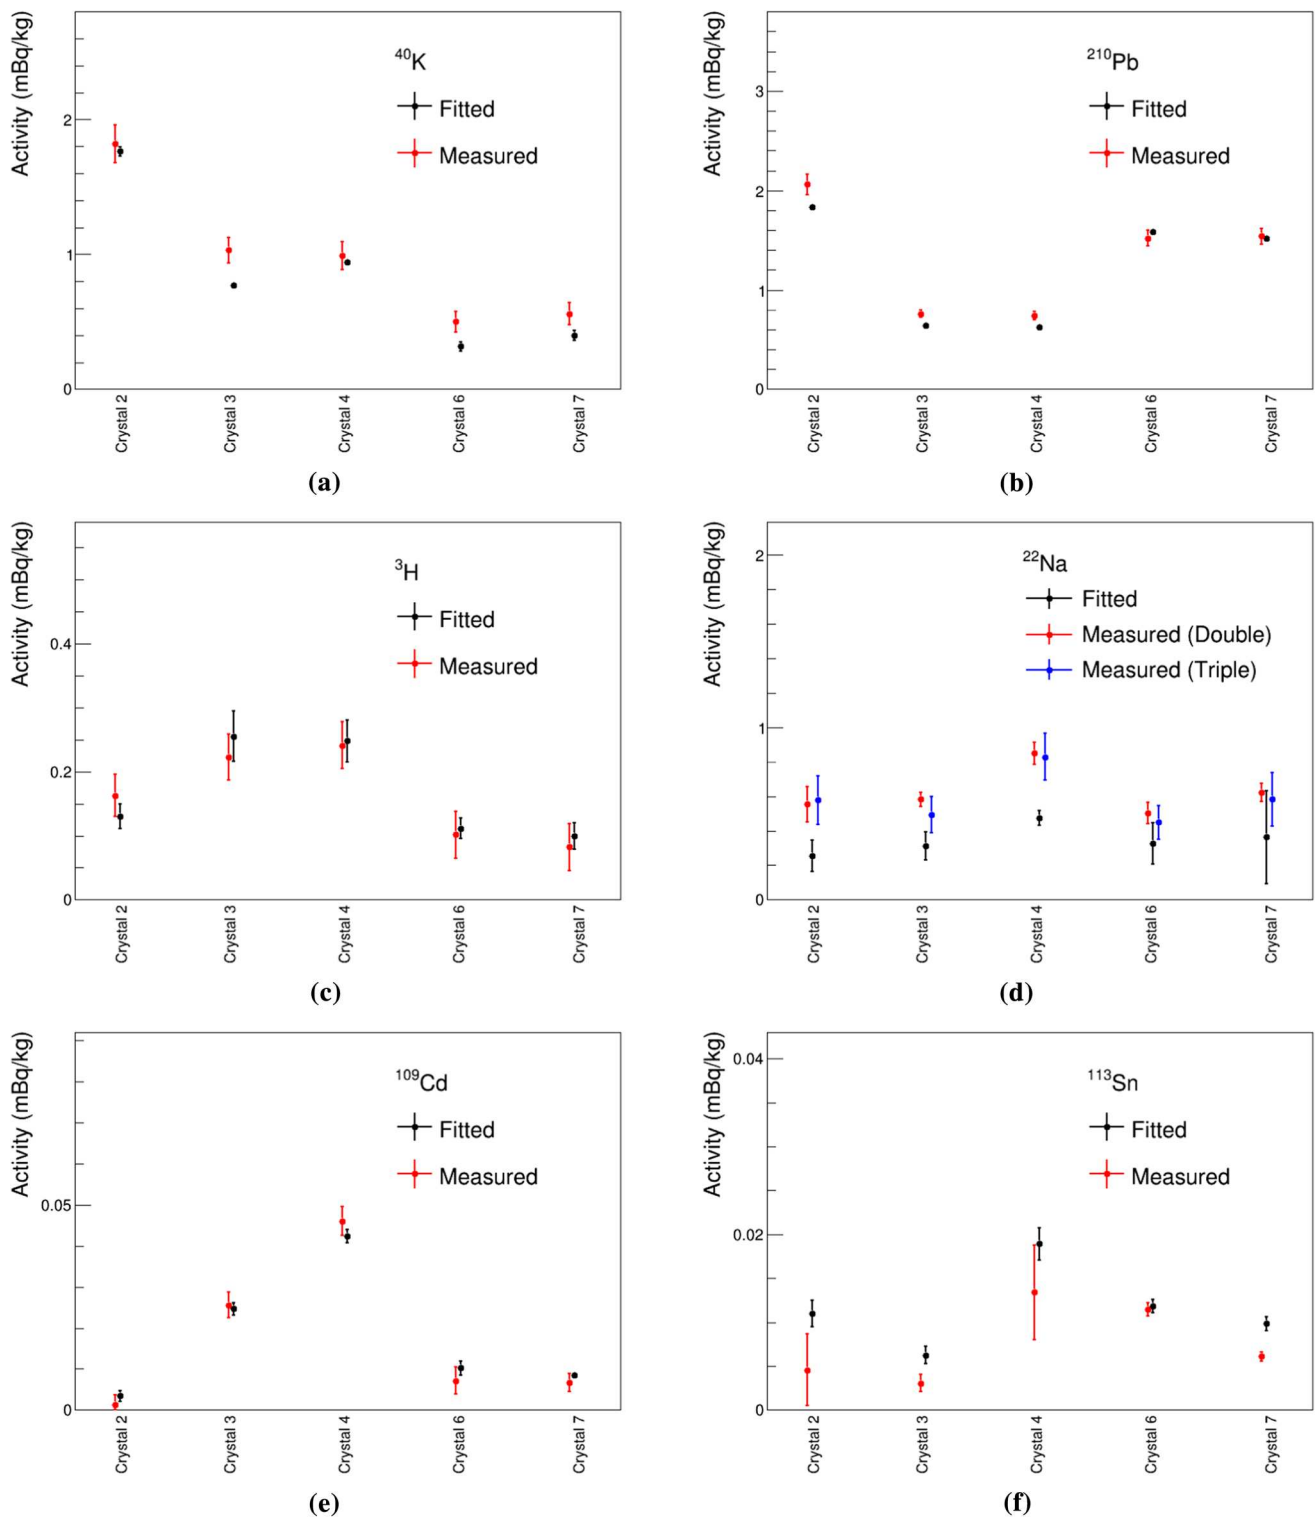 Activity (mBq/kg)
2
1
0
40K
Fitted
Measured
Crystal 2
Crystal 3
Crystal 4
Crystal 6
Crystal 7
(a)
Activity (mBq/kg)
3
2
1
0
210Pb
Fitted
Measured
Crystal 2
Crystal 3
Crystal 4
Crystal 6
Crystal 7
(b)
Activity (mBq/kg)
0.4
0.2
0
3H
Fitted
Measured
Crystal 2
Crystal 3
Crystal 4
Crystal 6
Crystal 7
(c)
Activity (mBq/kg)
2
1
0
22Na
Fitted
Measured (Double)
Measured (Triple)
Crystal 2
Crystal 3
Crystal 4
Crystal 6
Crystal 7
(d)
Activity (mBq/kg)
0.05
0
109Cd
Fitted
Measured
Crystal 2
Crystal 3
Crystal 4
Crystal 6
Crystal 7
(e)
Activity (mBq/kg)
0.04
0.02
0
113Sn
Fitted
Measured
Crystal 2
Crystal 3
Crystal 4
Crystal 6
Crystal 7
(f)